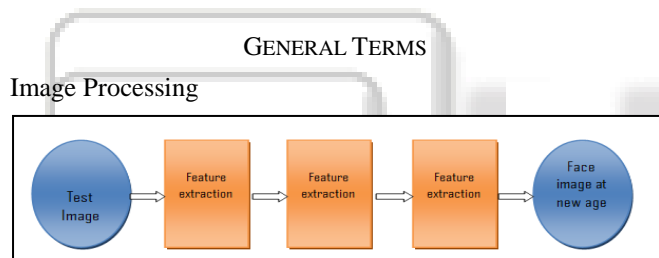 GENERAL TERMS
Image Processing
Test
Image
Feature
extraction
Feature
extraction
Feature
extraction
Face
image at
new age